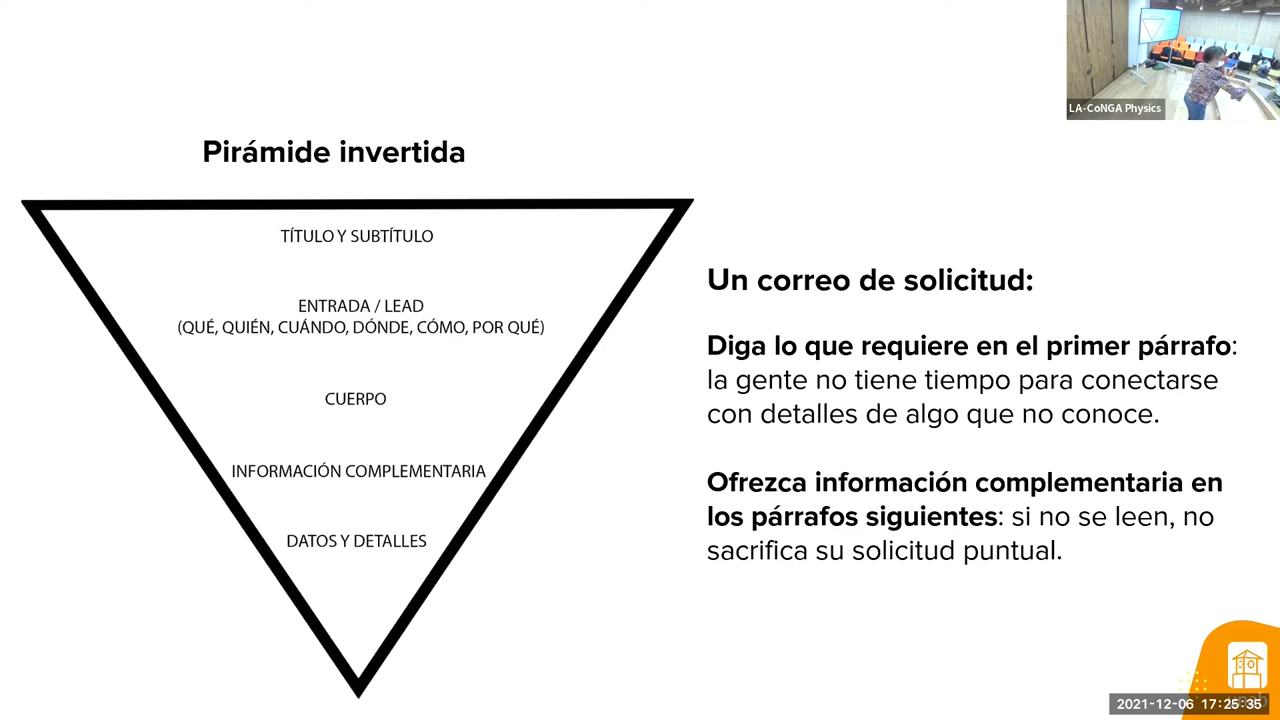 LA-CoNGA Physics
Pirámide invertida
TÍTULO Y SUBTÍTULO
ENTRADA / LEAD
(QUÉ, QUIÉN, CUÁNDO, DÓNDE, CÓMO, POR QUÉ)
CUERPO
INFORMACIÓN COMPLEMENTARIA
DATOS Y DETALLES
Un correo de solicitud:
Diga lo que requiere en el primer párrafo:
la gente no tiene tiempo para conectarse
con detalles de algo que no conoce.
Ofrezca información complementaria en
los párrafos siguientes: si no se leen, no
sacrifica su solicitud puntual.
2021-12-06 17:25:35